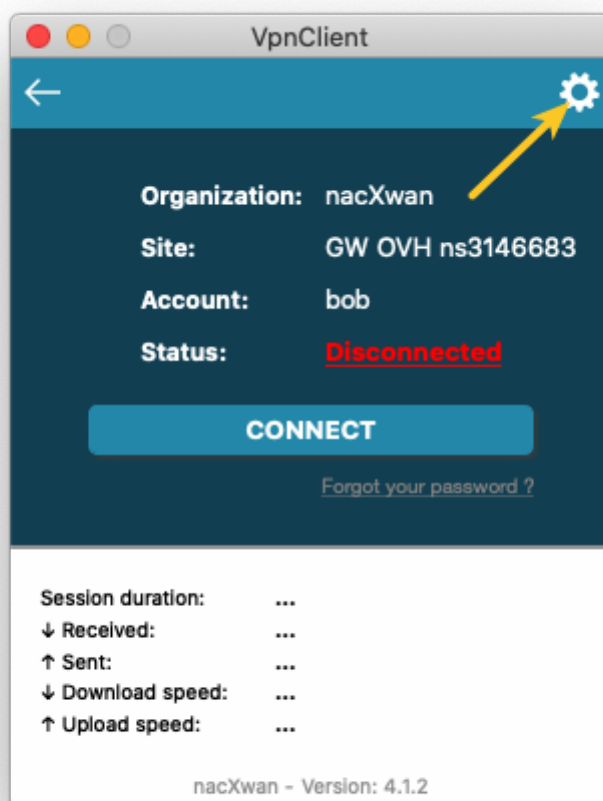 VpnClient
Organization: nacXwan
Site: GW OVH ns3146683
Account: bob
Status: Disconnected
CONNECT
Forgot your password ?
Session duration: ...
↓ Received: ...
↑ Sent: ...
↓ Download speed: ...
↑ Upload speed: ...
nacXwan - Version: 4.1.2